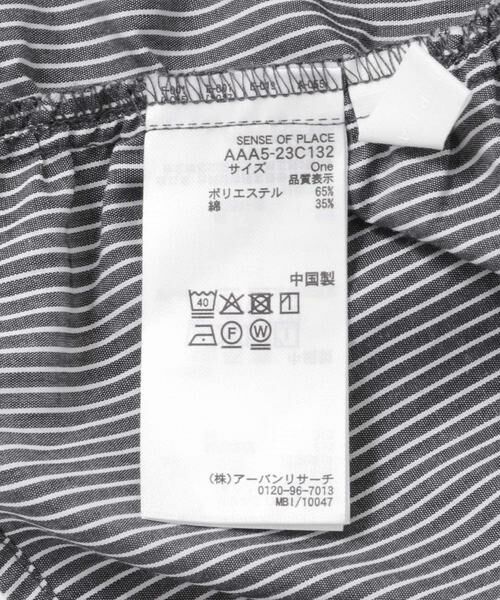 SENSE OF PLACE
AAA5-23C132
サイズ One
品質表示
ポリエステル 65%
綿 35%
中国製
40
F W
(株)アーバンリサーチ
0120-96-7013
MBI/10047